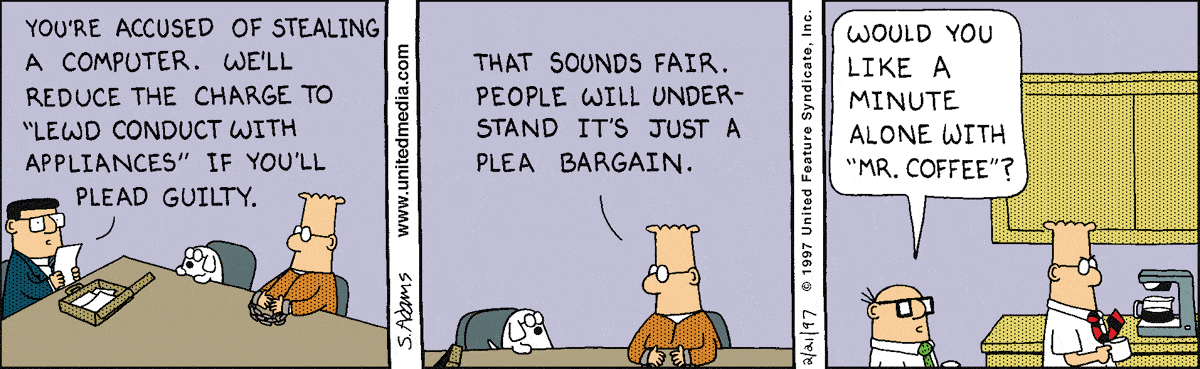 YOU'RE ACCUSED OF STEALING
A COMPUTER. WE'LL
REDUCE THE CHARGE TO
"LEWD CONDUCT WITH
APPLIANCES" IF YOU'LL
PLEAD GUILTY.
www.unitedmedia.com
S. Adams
THAT SOUNDS FAIR.
PEOPLE WILL UNDER-
STAND IT'S JUST A
PLEA BARGAIN.
2/21/97 © 1997 United Feature Syndicate, Inc.
WOULD YOU
LIKE A
MINUTE
ALONE WITH
"MR. COFFEE"?